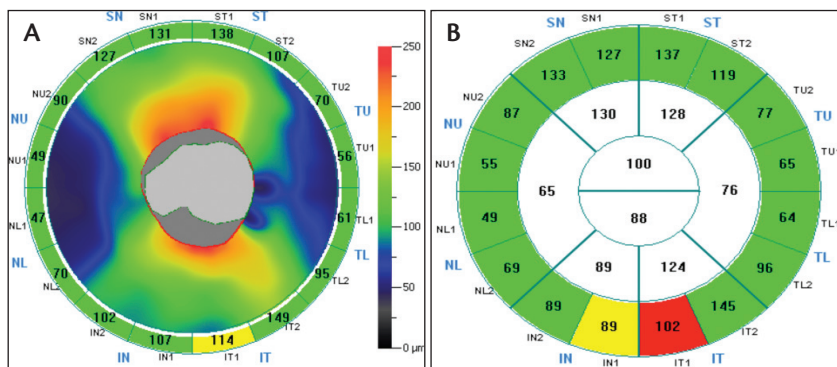 A
SN
SN1
ST1
ST
131
138
SN2
ST2
127
107
NU2
TU2
90
70
NU
TU
NU1
TU1
49
56
47
61
NL1
TL1
NL
TL
70
95
NL2
TL2
102
149
IN2
IT2
107
114
IN
IN1
IT1
IT
250
200
150
100
50
0 µm
B
SN
SN1
ST1
ST
SN2
ST2
127
137
133
119
NU2
TU2
87
77
130
128
NU
TU
NU1
TU1
55
65
100
65
76
88
49
64
NL1
TL1
NL
TL
89
124
69
96
NL2
TL2
89
145
89
102
IN2
IT2
IN
IN1
IT1
IT